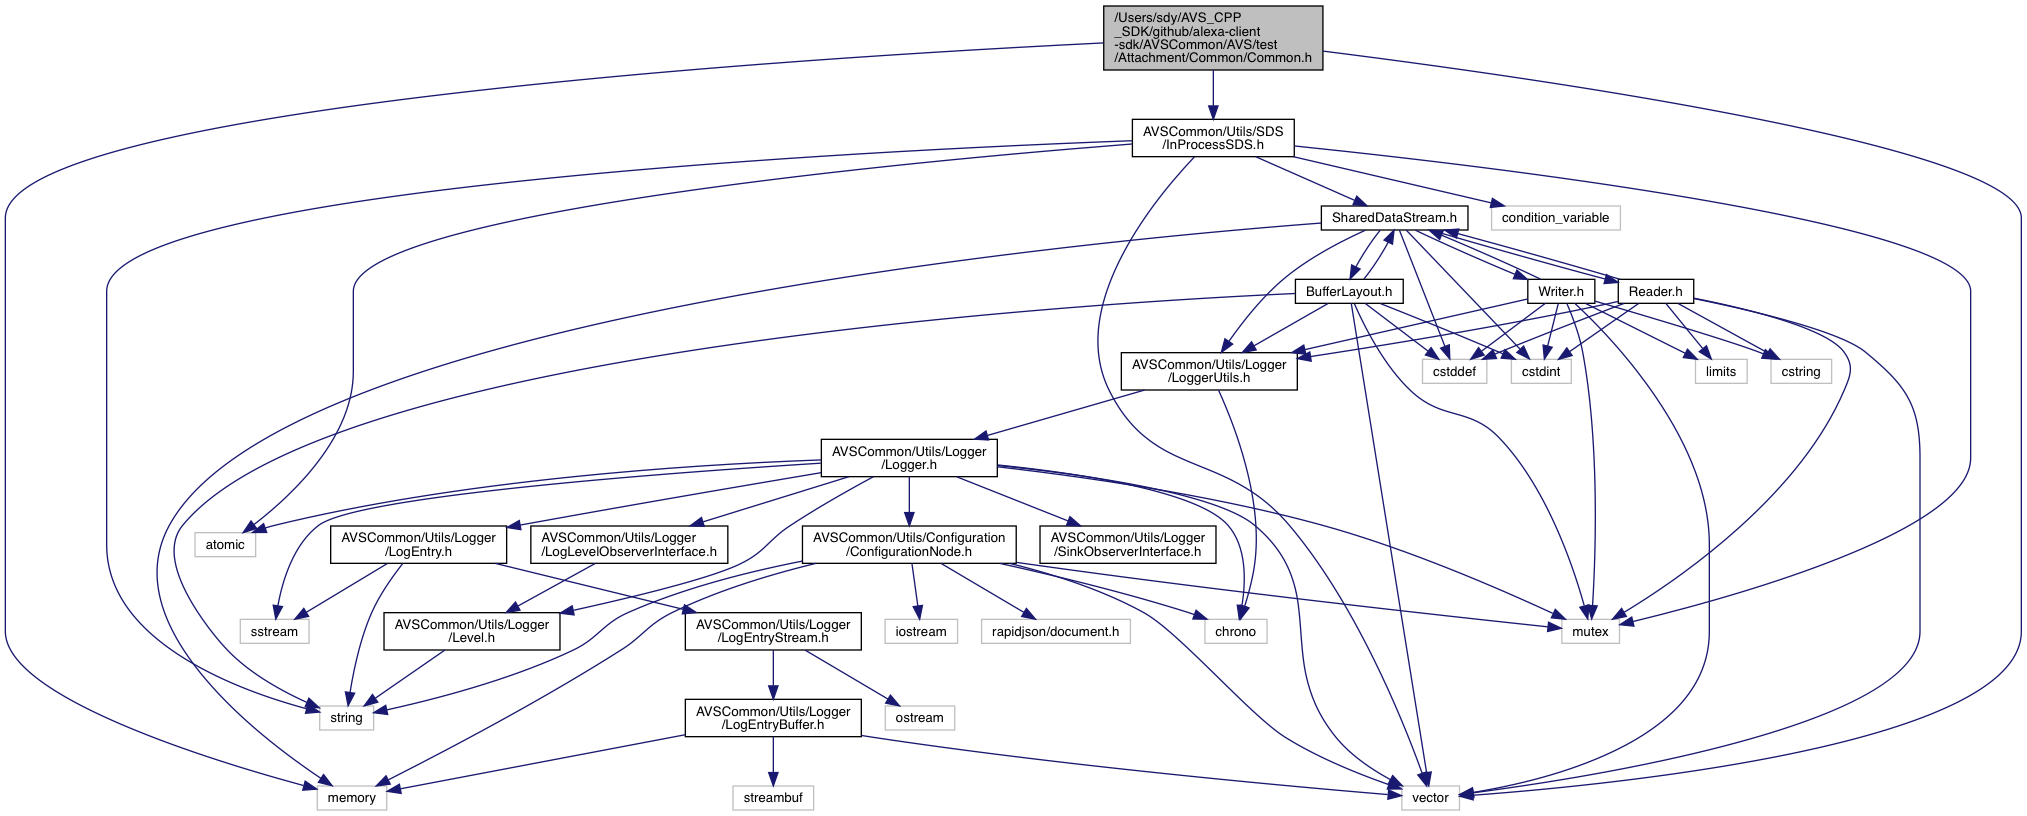 /Users/sdy/AVS_CPP
_SDK/github/alexa-client
-sdk/AVSCommon/AVS/test
/Attachment/Common/Common.h
AVSCommon/Utils/SDS
/InProcessSDS.h
SharedDataStream.h
condition_variable
BufferLayout.h
Writer.h
Reader.h
AVSCommon/Utils/Logger
/LoggerUtils.h
cstddef
cstdint
limits
cstring
AVSCommon/Utils/Logger
/Logger.h
atomic
AVSCommon/Utils/Logger
/LogEntry.h
AVSCommon/Utils/Logger
/LogLevelObserverInterface.h
AVSCommon/Utils/Configuration
/ConfigurationNode.h
AVSCommon/Utils/Logger
/SinkObserverInterface.h
sstream
AVSCommon/Utils/Logger
/Level.h
AVSCommon/Utils/Logger
/LogEntryStream.h
iostream
rapidjson/document.h
chrono
mutex
string
AVSCommon/Utils/Logger
/LogEntryBuffer.h
ostream
memory
streambuf
vector